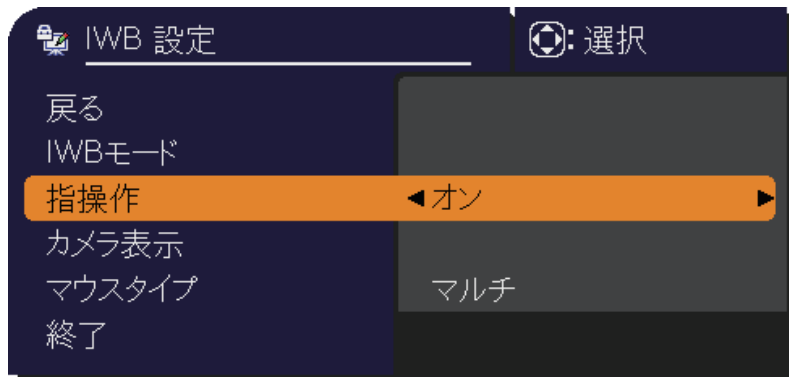 IWB 設定
: 選択
戻る
IWBモード
指操作 ◀オン ▶
カメラ表示
マウスタイプ マルチ
終了